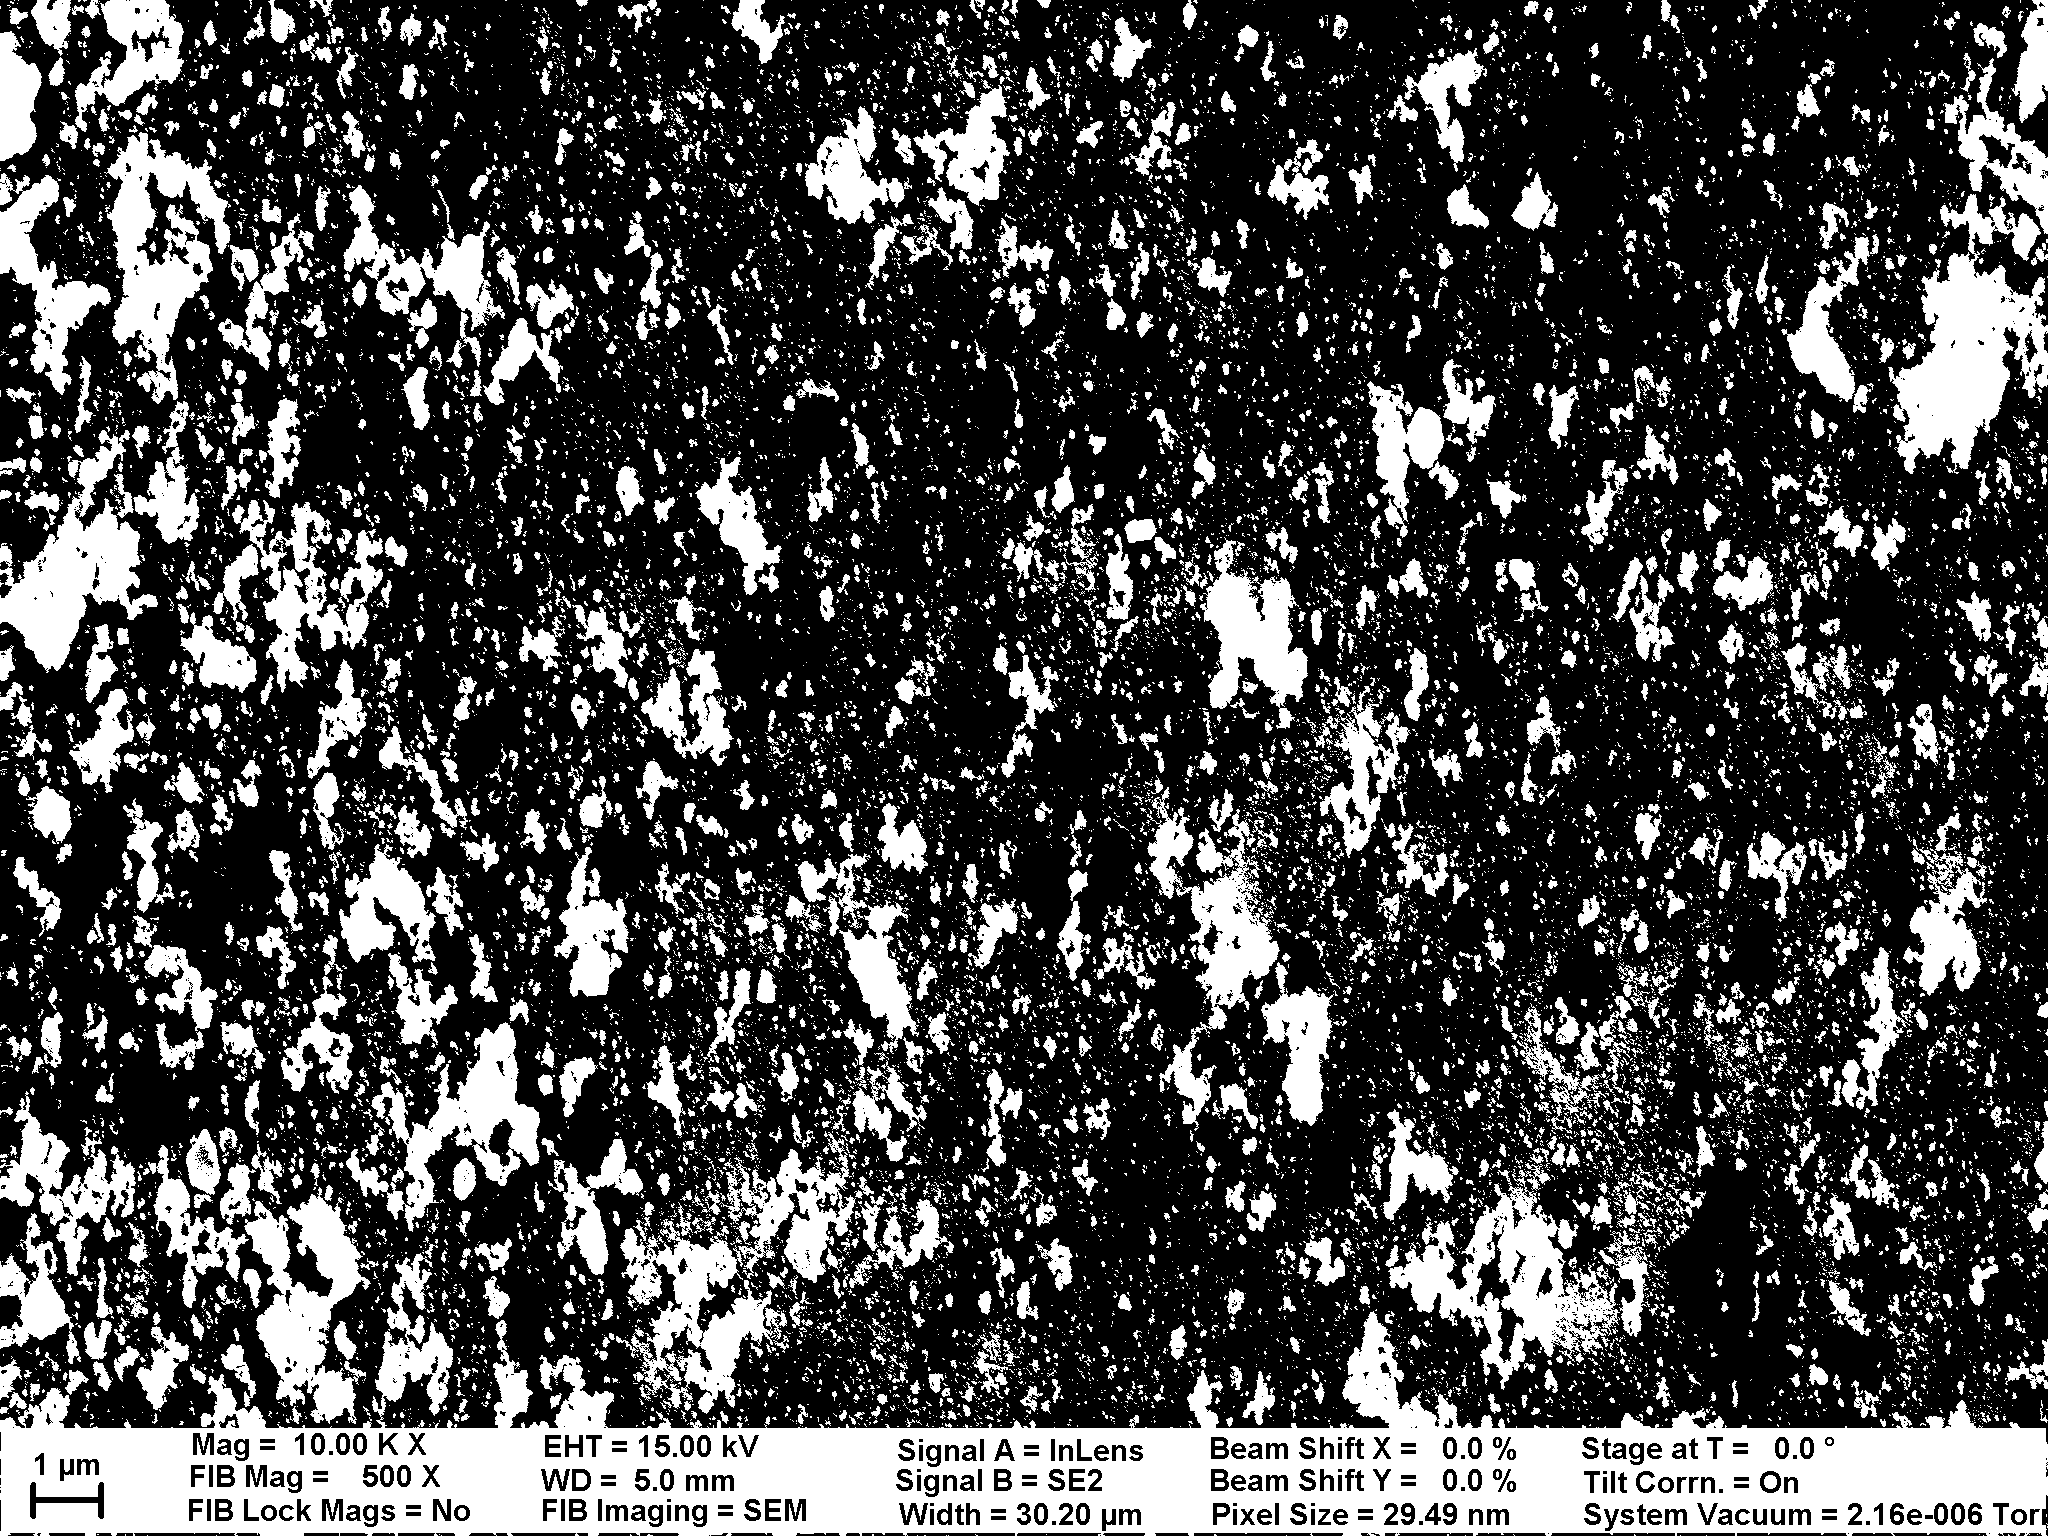 1 µm
Mag = 10.00 K X
FIB Mag = 500 X
FIB Lock Mags = No
EHT = 15.00 kV
WD = 5.0 mm
FIB Imaging = SEM
Signal A = InLens
Signal B = SE2
Width = 30.20 µm
Beam Shift X = 0.0 %
Beam Shift Y = 0.0 %
Pixel Size = 29.49 nm
Stage at T = 0.0 °
Tilt Corrn. = On
System Vacuum = 2.16e-006 Torr